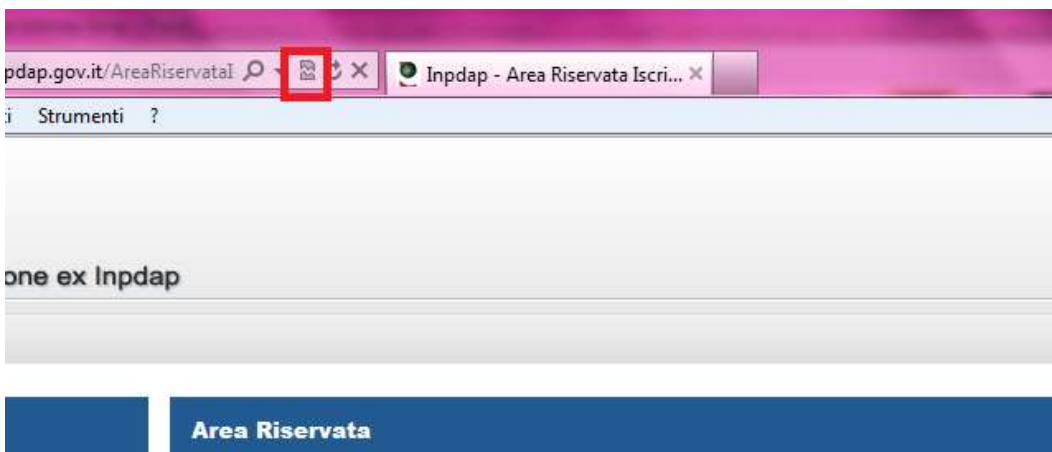 pdap.gov.it/AreaRiservataI
Inpdap - Area Riservata Iscri...
i Strumenti ?
one ex Inpdap
Area Riservata